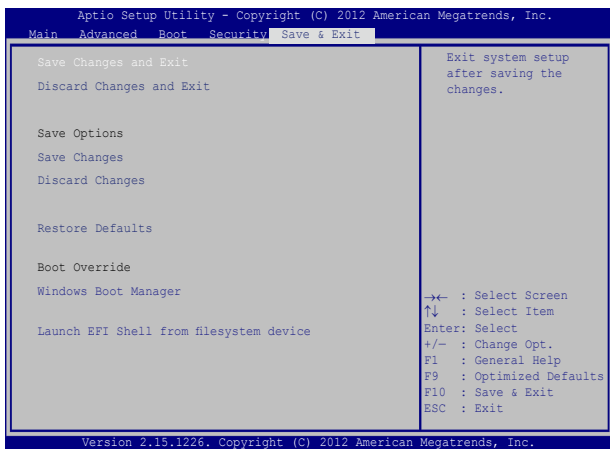 Aptio Setup Utility - Copyright (C) 2012 American Megatrends, Inc.
Main Advanced Boot Security Save & Exit
Save Changes and Exit
Discard Changes and Exit
Save Options
Save Changes
Discard Changes
Restore Defaults
Boot Override
Windows Boot Manager
Launch EFI Shell from filesystem device
Exit system setup
after saving the
changes.
→← : Select Screen
↑↓ : Select Item
Enter: Select
+/— : Change Opt.
F1 : General Help
F9 : Optimized Defaults
F10 : Save & Exit
ESC : Exit
Version 2.15.1226. Copyright (C) 2012 American Megatrends, Inc.